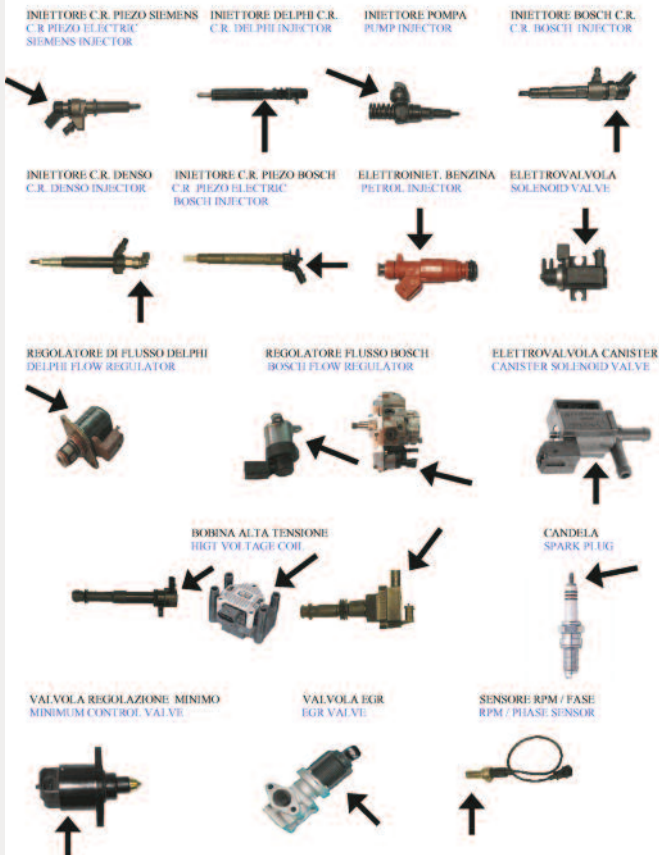 INIETTORE C.R. PIEZO SIEMENS
C.R PIEZO ELECTRIC
SIEMENS INJECTOR
INIETTORE DELPHI C.R.
C.R. DELPHI INJECTOR
INIETTORE POMPA
PUMP INJECTOR
INIETTORE BOSCH C.R.
C.R. BOSCH INJECTOR
INIETTORE C.R. DENSO
C.R. DENSO INJECTOR
INIETTORE C.R. PIEZO BOSCH
C.R PIEZO ELECTRIC
BOSCH INJECTOR
ELETTROINIET. BENZINA
PETROL INJECTOR
ELETTROVALVOLA
SOLENOID VALVE
REGOLATORE DI FLUSSO DELPHI
DELPHI FLOW REGULATOR
REGOLATORE FLUSSO BOSCH
BOSCH FLOW REGULATOR
ELETTROVALVOLA CANISTER
CANISTER SOLENOID VALVE
BOBINA ALTA TENSIONE
HIGT VOLTAGE COIL
CANDELA
SPARK PLUG
VALVOLA REGOLAZIONE MINIMO
MINIMUM CONTROL VALVE
VALVOLA EGR
EGR VALVE
SENSORE RPM / FASE
RPM / PHASE SENSOR